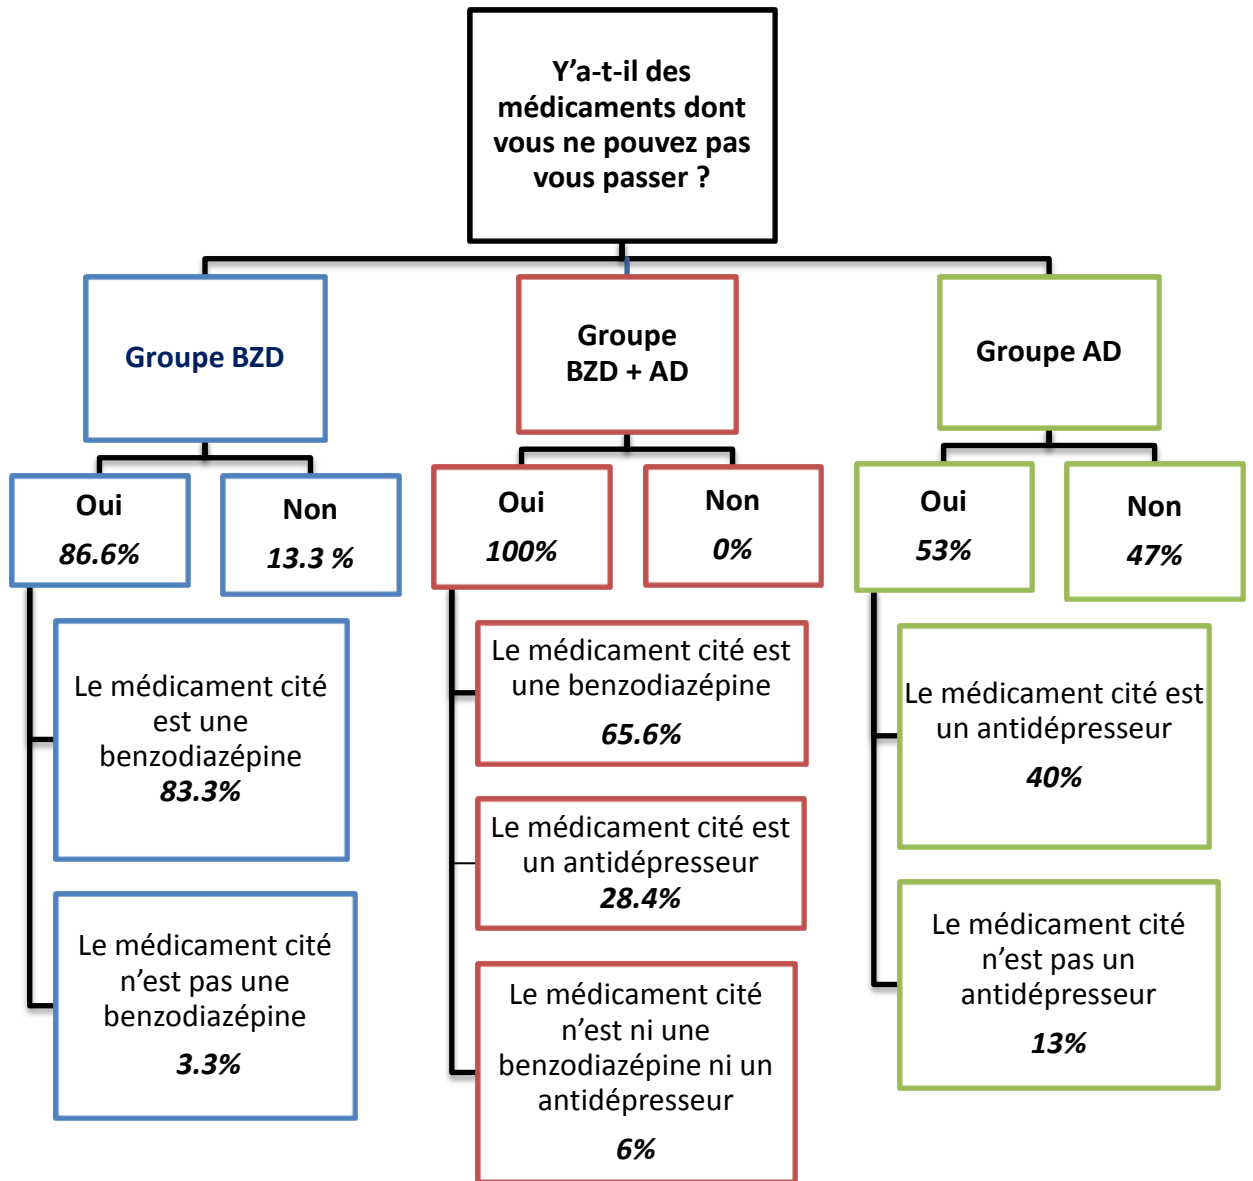 Y’a-t-il des
médicaments dont
vous ne pouvez pas
vous passer ?
Groupe BZD
Groupe
BZD + AD
Groupe AD
Oui
86.6%
Non
13.3 %
Oui
100%
Non
0%
Oui
53%
Non
47%
Le médicament cité
est une
benzodiazépine
83.3%
Le médicament cité
n’est pas une
benzodiazépine
3.3%
Le médicament cité est
une benzodiazépine
65.6%
Le médicament cité est
un antidépresseur
28.4%
Le médicament cité
n’est ni une
benzodiazépine ni un
antidépresseur
6%
Le médicament cité est
un antidépresseur
40%
Le médicament cité
n’est pas un
antidépresseur
13%